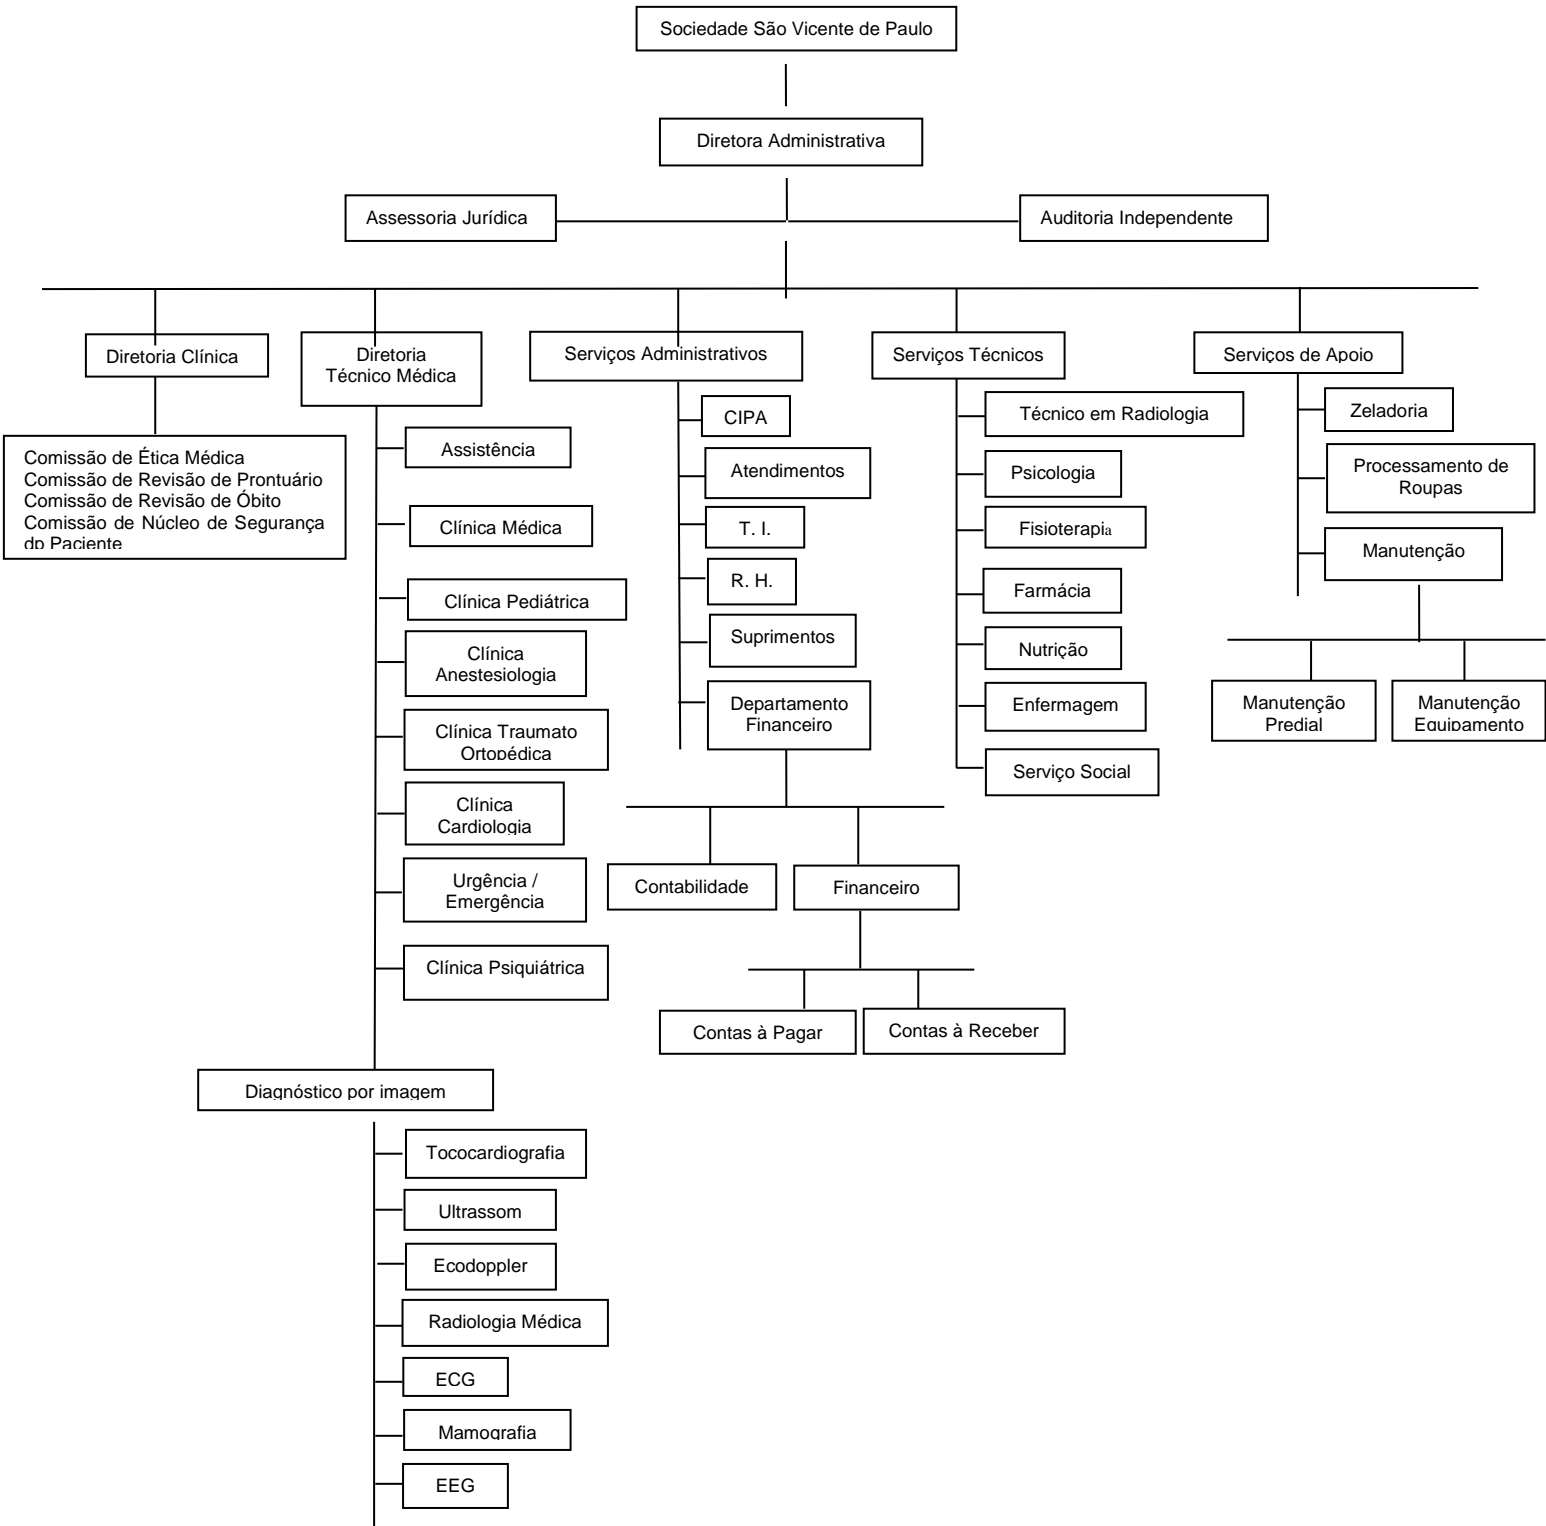 Sociedade São Vicente de Paulo
Diretora Administrativa
Assessoria Jurídica
Auditoria Independente
Diretoria Clínica
Comissão de Ética Médica
Comissão de Revisão de Prontuário
Comissão de Revisão de Óbito
Comissão de Núcleo de Segurança
do Paciente
Diretoria
Técnico Médica
Assistência
Clínica Médica
Clínica Pediátrica
Clínica
Anestesiologia
Clínica Traumato
Ortopédica
Clínica
Cardiologia
Urgência /
Emergência
Clínica Psiquiátrica
Diagnóstico por imagem
Tococardiografia
Ultrassom
Ecodoppler
Radiologia Médica
ECG
Mamografia
EEG
Serviços Administrativos
CIPA
Atendimentos
T. I.
R. H.
Suprimentos
Departamento
Financeiro
Contabilidade
Financeiro
Contas à Pagar
Contas à Receber
Serviços Técnicos
Técnico em Radiologia
Psicologia
Fisioterapia
Farmácia
Nutrição
Enfermagem
Serviço Social
Serviços de Apoio
Zeladoria
Processamento de
Roupas
Manutenção
Manutenção
Predial
Manutenção
Equipamento